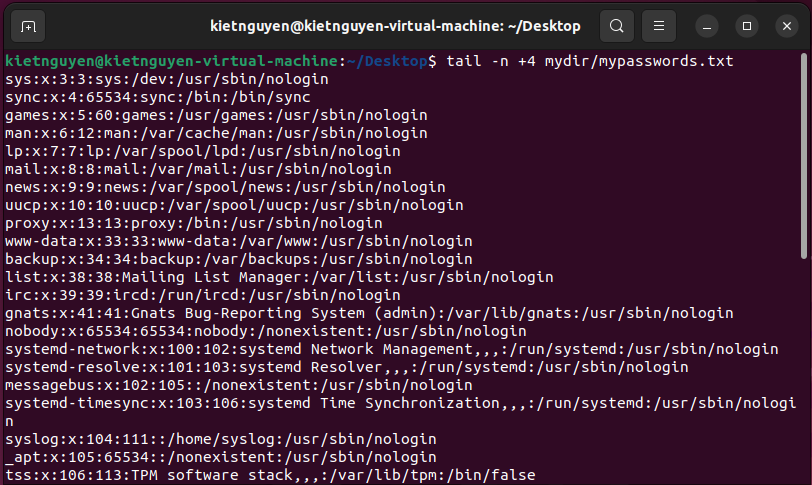 kietnguyen@kietnguyen-virtual-machine: ~/Desktop
kietnguyen@kietnguyen-virtual-machine:~/Desktop$ tail -n +4 mydir/mypasswords.txt
sys:x:3:3:sys:/dev:/usr/sbin/nologin
sync:x:4:65534:sync:/bin:/bin/sync
games:x:5:60:games:/usr/games:/usr/sbin/nologin
man:x:6:12:man:/var/cache/man:/usr/sbin/nologin
lp:x:7:7:lp:/var/spool/lpd:/usr/sbin/nologin
mail:x:8:8:mail:/var/mail:/usr/sbin/nologin
news:x:9:9:news:/var/spool/news:/usr/sbin/nologin
uucp:x:10:10:uucp:/var/spool/uucp:/usr/sbin/nologin
proxy:x:13:13:proxy:/bin:/usr/sbin/nologin
www-data:x:33:33:www-data:/var/www:/usr/sbin/nologin
backup:x:34:34:backup:/var/backups:/usr/sbin/nologin
list:x:38:38:Mailing List Manager:/var/list:/usr/sbin/nologin
irc:x:39:39:ircd:/run/ircd:/usr/sbin/nologin
gnats:x:41:41:Gnats Bug-Reporting System (admin):/var/lib/gnats:/usr/sbin/nologin
nobody:x:65534:65534:nobody:/nonexistent:/usr/sbin/nologin
systemd-network:x:100:102:systemd Network Management,,,:/run/systemd:/usr/sbin/nologin
systemd-resolve:x:101:103:systemd Resolver,,,:/run/systemd:/usr/sbin/nologin
messagebus:x:102:105::/nonexistent:/usr/sbin/nologin
systemd-timesync:x:103:106:systemd Time Synchronization,,,:/run/systemd:/usr/sbin/nologi
n
syslog:x:104:111::/home/syslog:/usr/sbin/nologin
_apt:x:105:65534::/nonexistent:/usr/sbin/nologin
tss:x:106:113:TPM software stack,,,:/var/lib/tpm:/bin/false